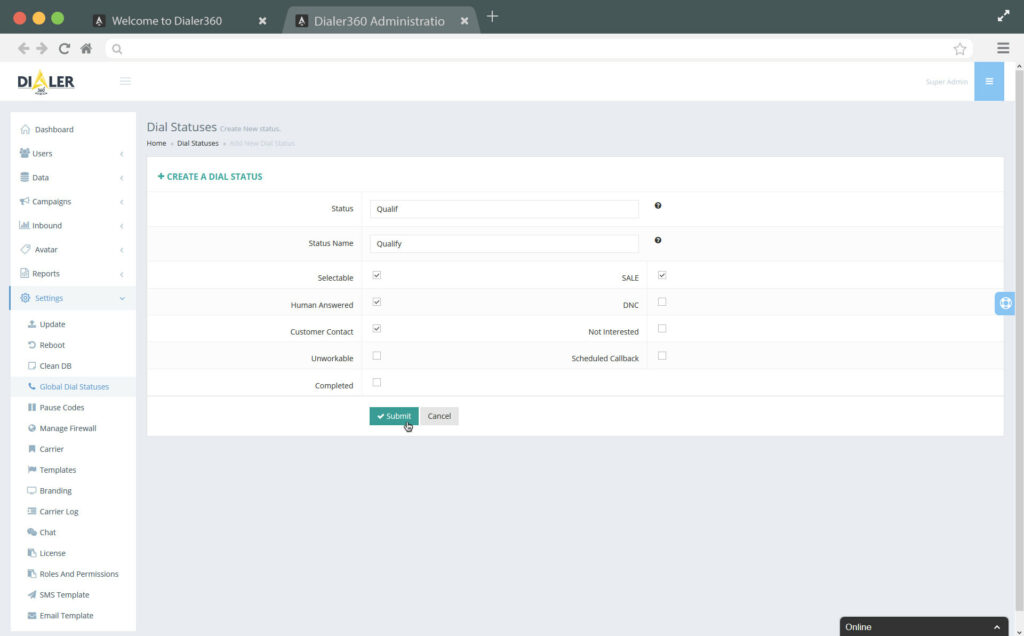 Welcome to Dialer360
Dialer360 Administratio
DIALER
360
Super Admin
Dashboard
Users
Data
Campaigns
Inbound
Avatar
Reports
Settings
Update
Reboot
Clean DB
Global Dial Statuses
Pause Codes
Manage Firewall
Carrier
Templates
Branding
Carrier Log
Chat
License
Roles And Permissions
SMS Template
Email Template
Dial Statuses Create New status.
Home Dial Statuses Add New Dial Status
CREATE A DIAL STATUS
Status Qualif
Status Name Qualify
Selectable SALE
Human Answered DNC
Customer Contact Not Interested
Unworkable Scheduled Callback
Completed
Submit Cancel
Online